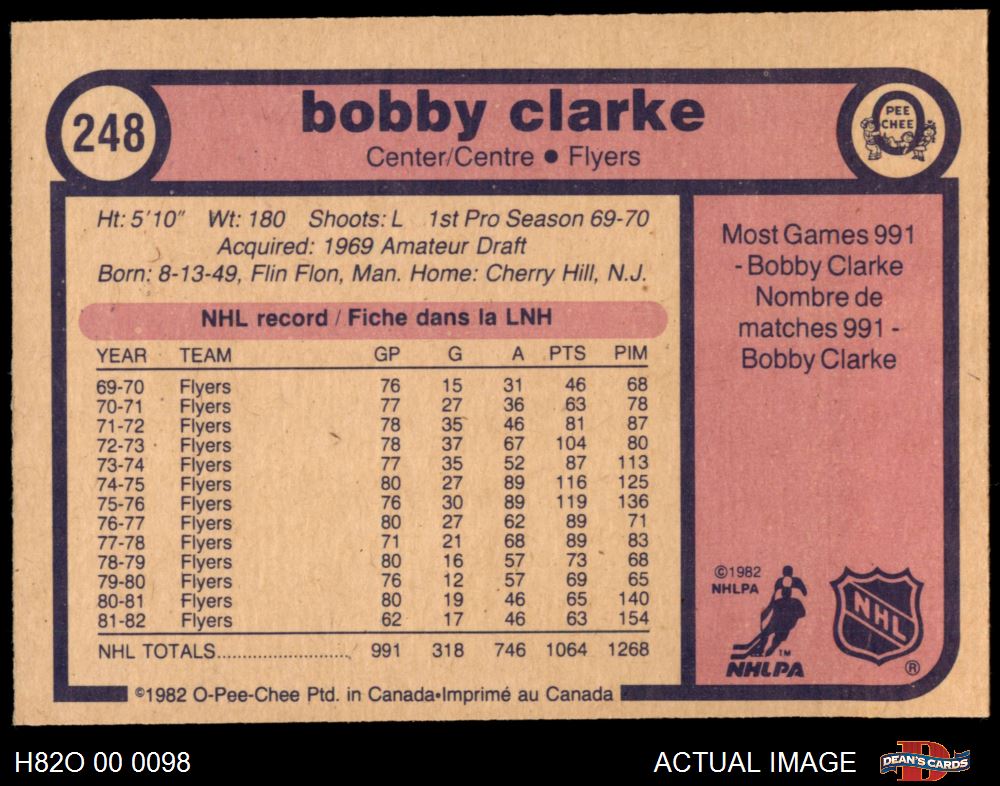 248
bobby clarke
Center/Centre ● Flyers
O
PEE
CHEE
Ht: 5'10" Wt: 180 Shoots: L 1st Pro Season 69-70
Acquired: 1969 Amateur Draft
Born: 8-13-49, Flin Flon, Man. Home: Cherry Hill, N.J.
NHL record / Fiche dans la LNH
YEAR TEAM GP G A PTS PIM
69-70 Flyers 76 15 31 46 68
70-71 Flyers 77 27 36 63 78
71-72 Flyers 78 35 46 81 87
72-73 Flyers 78 37 67 104 80
73-74 Flyers 77 35 52 87 113
74-75 Flyers 80 27 89 116 125
75-76 Flyers 76 30 89 119 136
76-77 Flyers 80 27 62 89 71
77-78 Flyers 71 21 68 89 83
78-79 Flyers 80 16 57 73 68
79-80 Flyers 76 12 57 69 65
80-81 Flyers 80 19 46 65 140
81-82 Flyers 62 17 46 63 154
NHL TOTALS.................... 991 318 746 1064 1268
©1982 O-Pee-Chee Ptd. in Canada•Imprimé au Canada
Most Games 991
- Bobby Clarke
Nombre de
matches 991 -
Bobby Clarke
©1982
NHLPA
TM
NHLPA
NHL
®
H82O 00 0098
ACTUAL IMAGE
D
DEAN'S CARDS